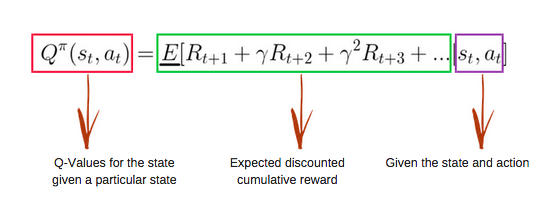 Q^π(s_t, a_t) = E[R_{t+1} + γR_{t+2} + γ²R_{t+3} + ...|s_t, a_t]
Q-Values for the state
given a particular state
Expected discounted
cumulative reward
Given the state and action